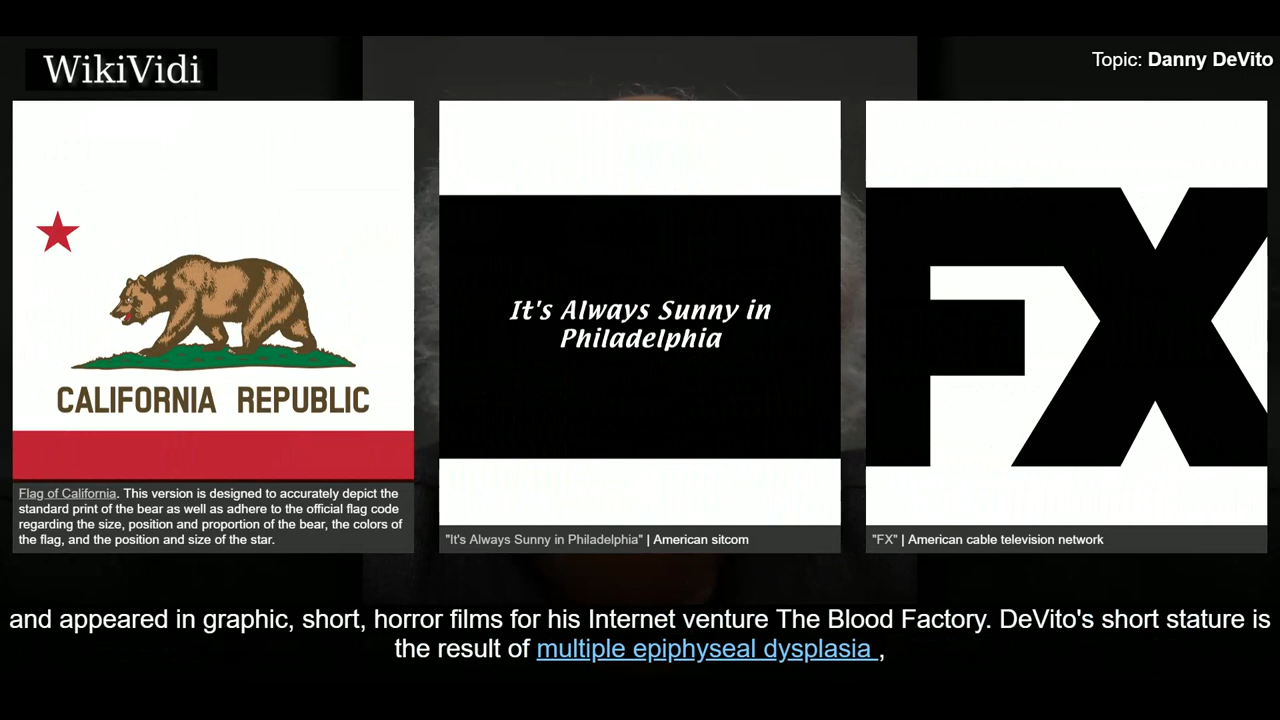 WikiVidi
Topic: Danny DeVito
CALIFORNIA REPUBLIC
Flag of California. This version is designed to accurately depict the
standard print of the bear as well as adhere to the official flag code
regarding the size, position and proportion of the bear, the colors of
the flag, and the position and size of the star.
It's Always Sunny in
Philadelphia
"It's Always Sunny in Philadelphia" | American sitcom
FX
"FX" | American cable television network
and appeared in graphic, short, horror films for his Internet venture The Blood Factory. DeVito's short stature is
the result of multiple epiphyseal dysplasia ,